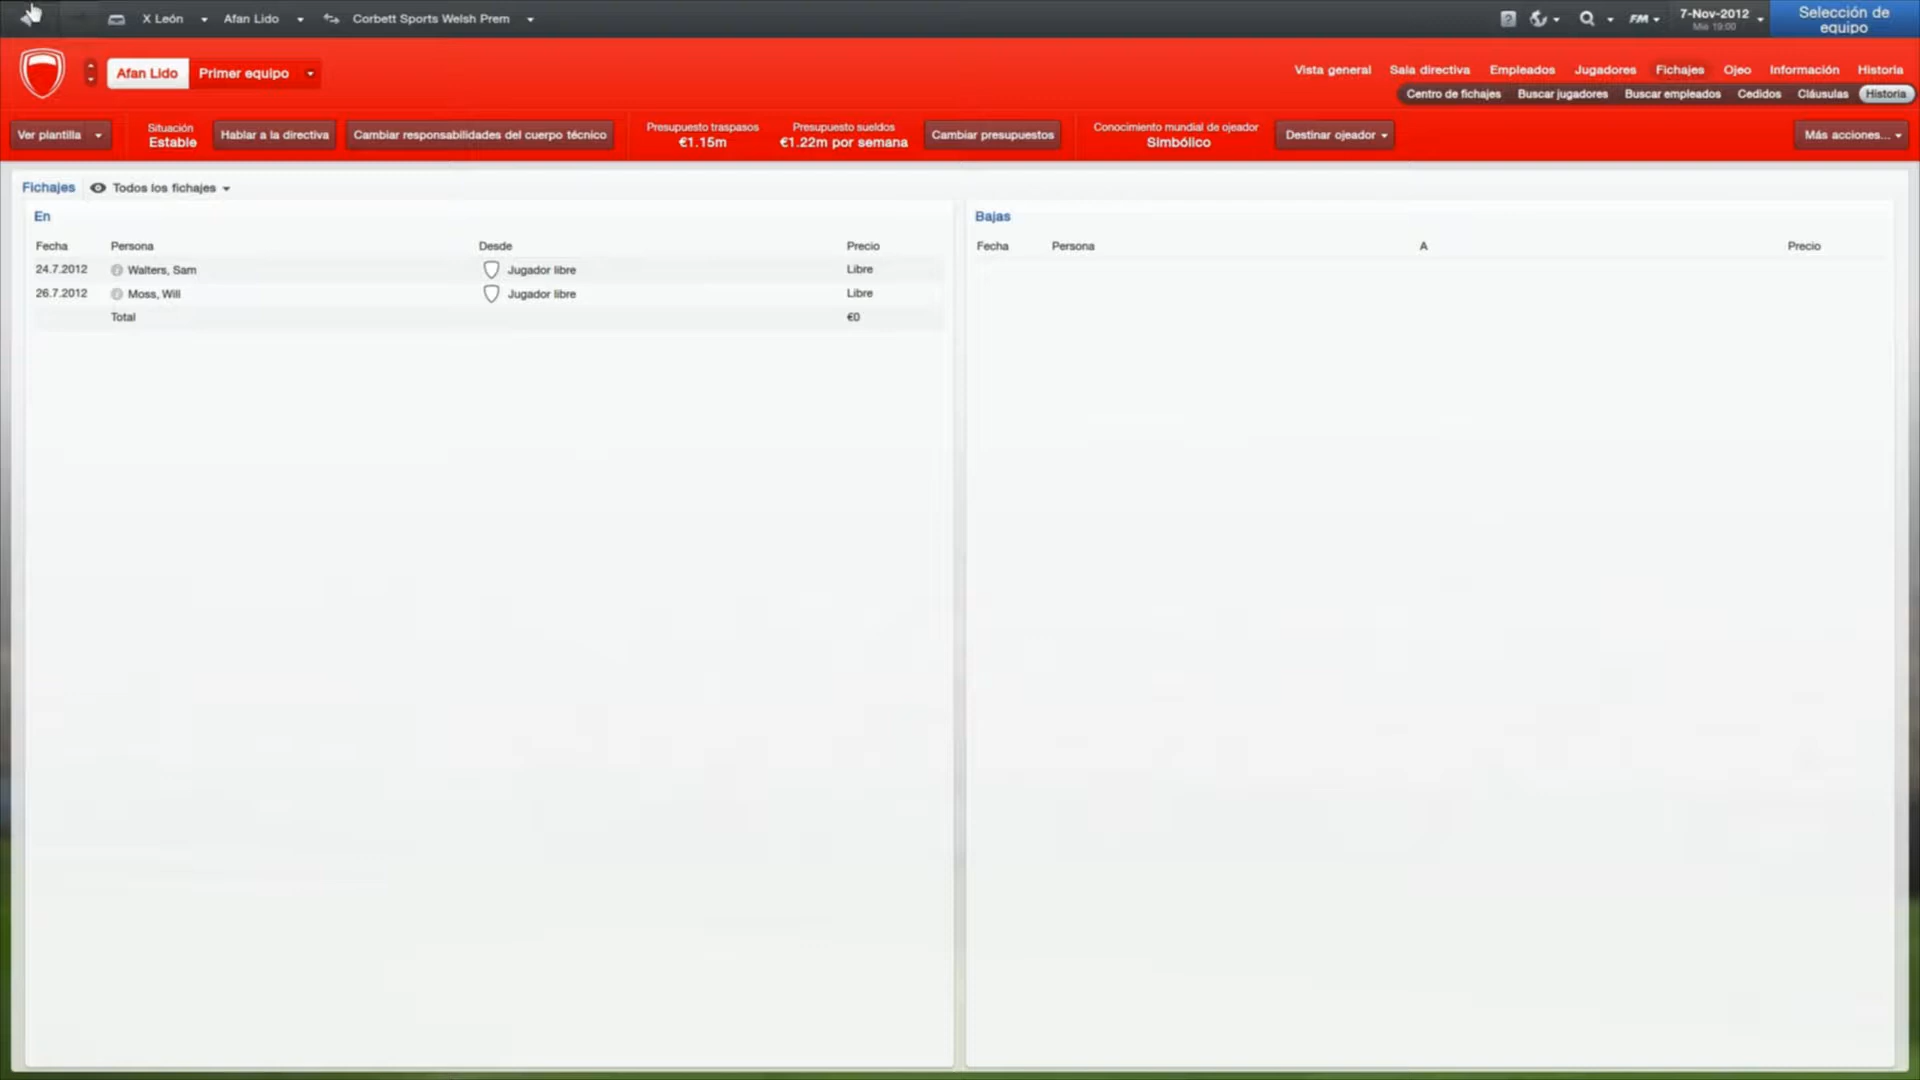 X León Afan Lido Corbett Sports Welsh Prem FM 7-Nov-2012 Selección de
Mie 19:00 equipo
Afan Lido Primer equipo Vista general Sala directiva Empleados Jugadores Fichajes Ojeo Información Historia
Centro de fichajes Buscar jugadores Buscar empleados Cedidos Cláusulas Historia
Ver plantilla Situación Hablar a la directiva Cambiar responsabilidades del cuerpo técnico Presupuesto traspasos Presupuesto sueldos Cambiar presupuestos Conocimiento mundial de ojeador Destinar ojeador Más acciones...
Estable €1.15m €1.22m por semana Simbólico
Fichajes Todos los fichajes
En Bajas
Fecha Persona Desde Precio Fecha Persona A Precio
24.7.2012 Walters, Sam Jugador libre Libre
26.7.2012 Moss, Will Jugador libre Libre
Total €0